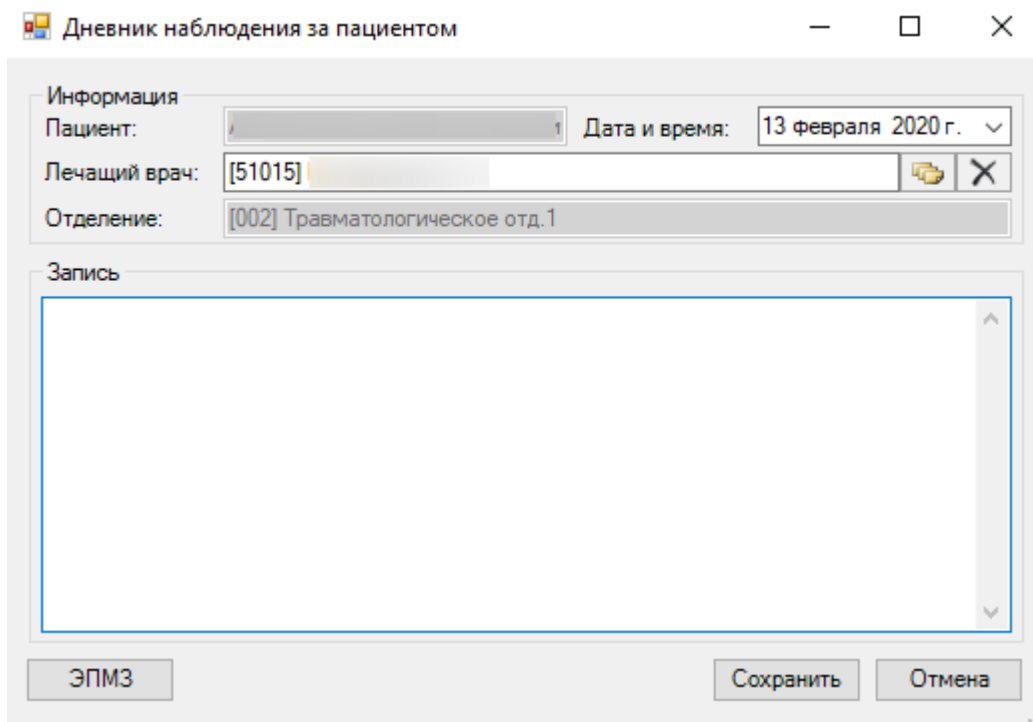 Дневник наблюдения за пациентом
Информация
Пациент: Дата и время: 13 февраля 2020 г.
Лечащий врач: [51015]
Отделение: [002] Травматологическое отд.1
Запись
ЭПМЗ Сохранить Отмена